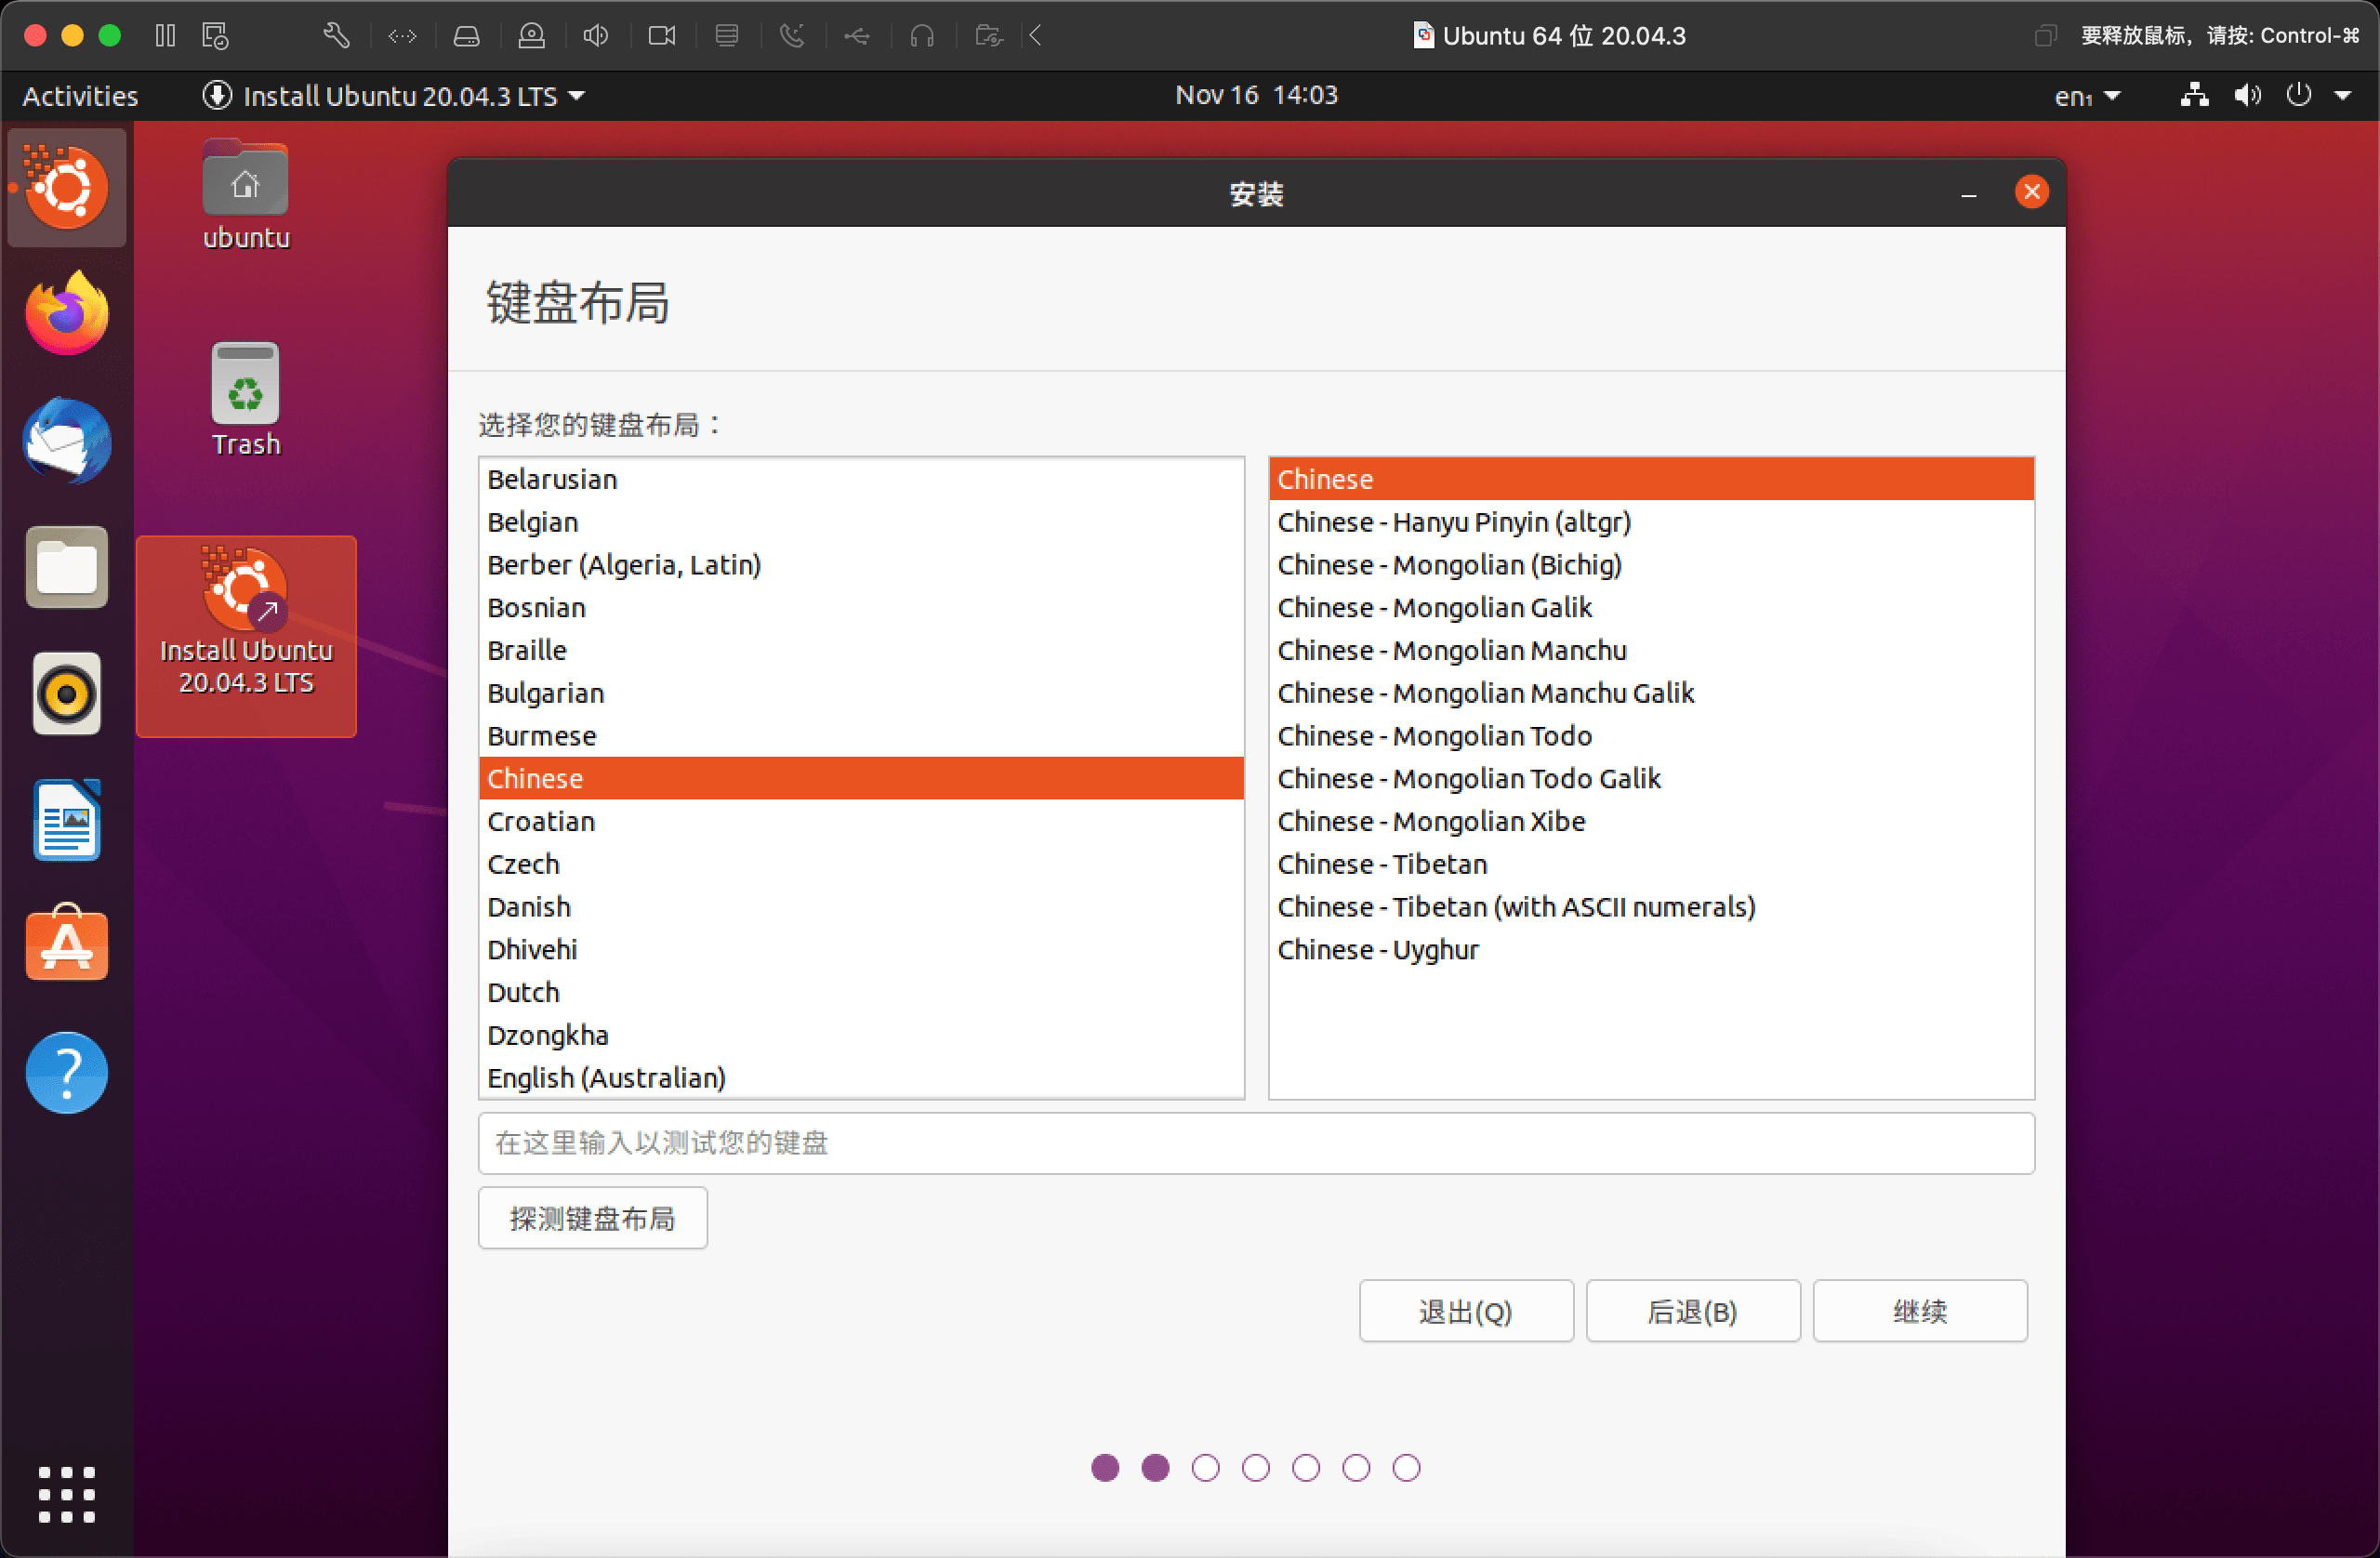 Ubuntu 64 位 20.04.3
要释放鼠标，请按: Control-⌘
Activities
Install Ubuntu 20.04.3 LTS
Nov 16 14:03
en₁
ubuntu
Trash
Install Ubuntu
20.04.3 LTS
安装
键盘布局
选择您的键盘布局：
Belarusian
Belgian
Berber (Algeria, Latin)
Bosnian
Braille
Bulgarian
Burmese
Chinese
Croatian
Czech
Danish
Dhivehi
Dutch
Dzongkha
English (Australian)
Chinese
Chinese - Hanyu Pinyin (altgr)
Chinese - Mongolian (Bichig)
Chinese - Mongolian Galik
Chinese - Mongolian Manchu
Chinese - Mongolian Manchu Galik
Chinese - Mongolian Todo
Chinese - Mongolian Todo Galik
Chinese - Mongolian Xibe
Chinese - Tibetan
Chinese - Tibetan (with ASCII numerals)
Chinese - Uyghur
在这里输入以测试您的键盘
探测键盘布局
退出(Q)
后退(B)
继续